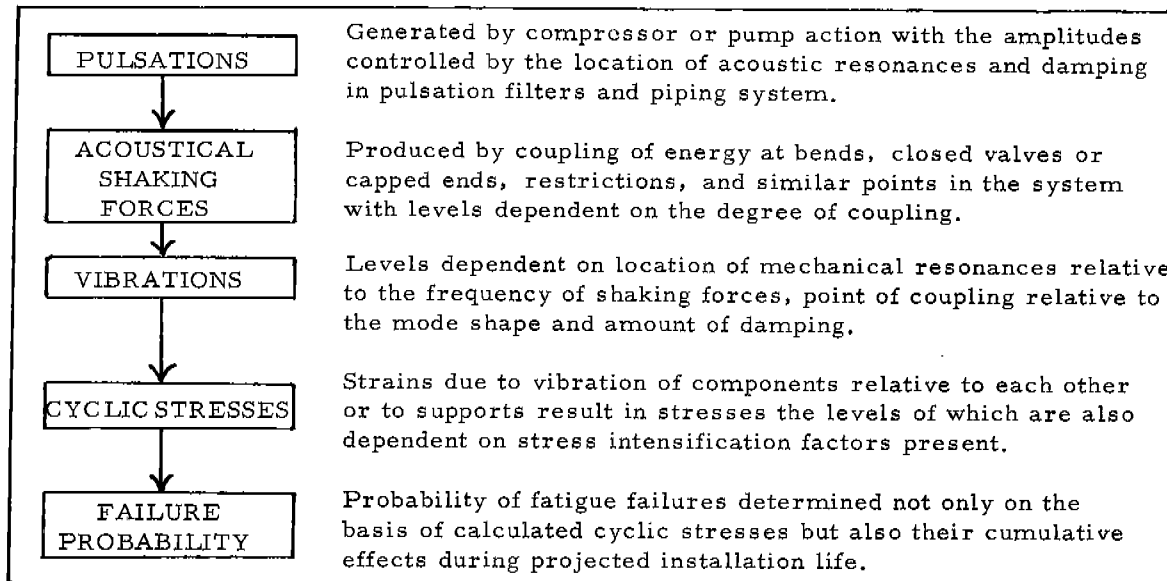 PULSATIONS
Generated by compressor or pump action with the amplitudes
controlled by the location of acoustic resonances and damping
in pulsation filters and piping system.
ACOUSTICAL
SHAKING
FORCES
Produced by coupling of energy at bends, closed valves or
capped ends, restrictions, and similar points in the system
with levels dependent on the degree of coupling.
VIBRATIONS
Levels dependent on location of mechanical resonances relative
to the frequency of shaking forces, point of coupling relative to
the mode shape and amount of damping.
CYCLIC STRESSES
Strains due to vibration of components relative to each other
or to supports result in stresses the levels of which are also
dependent on stress intensification factors present.
FAILURE
PROBABILITY
Probability of fatigue failures determined not only on the
basis of calculated cyclic stresses but also their cumulative
effects during projected installation life.